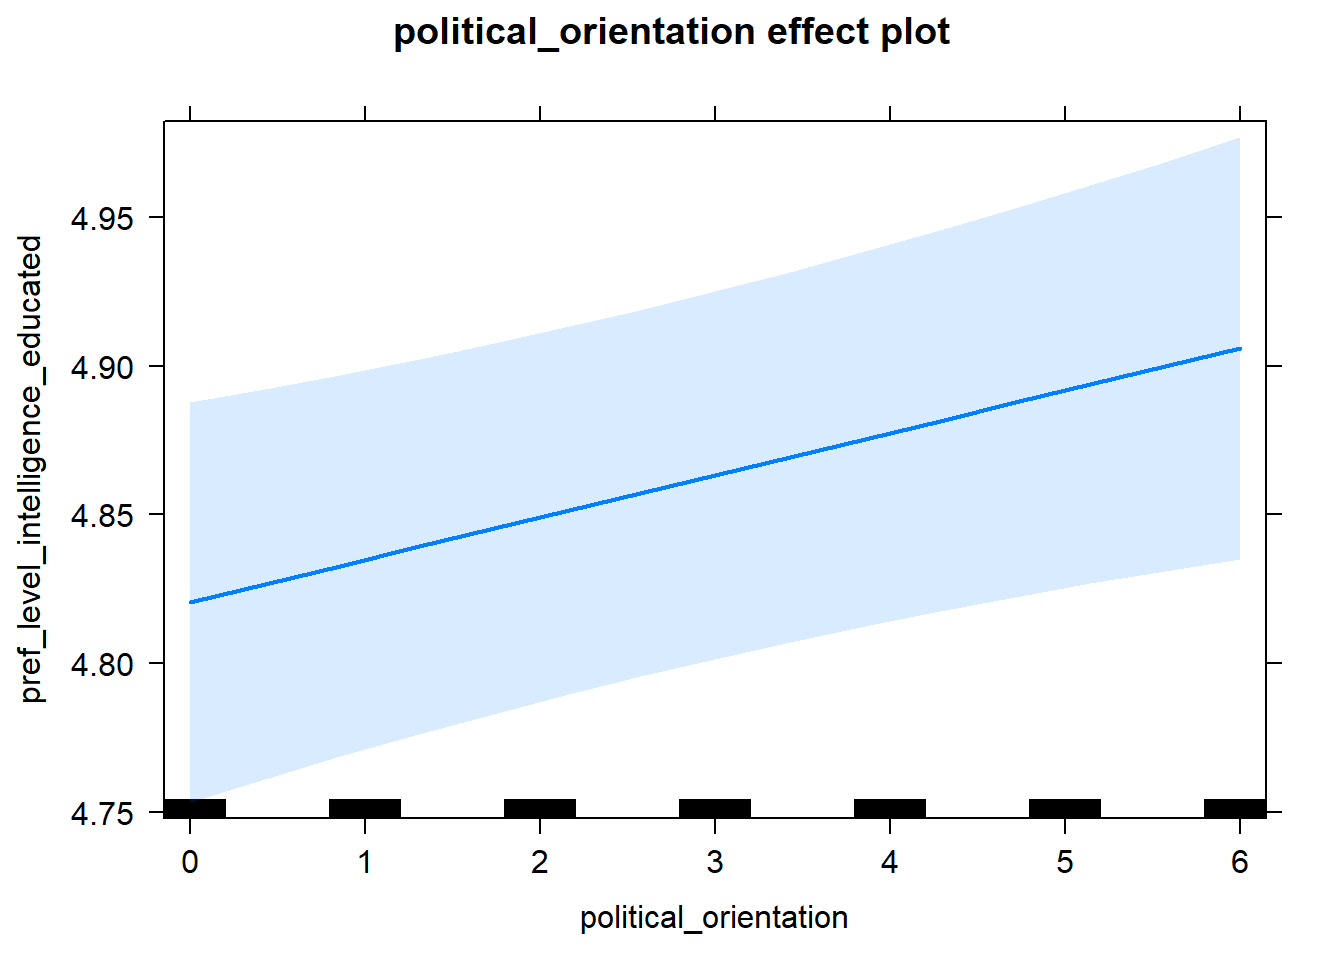 political_orientation effect plot
pref_level_intelligence_educated
4.95
4.90
4.85
4.80
4.75
0 1 2 3 4 5 6
political_orientation